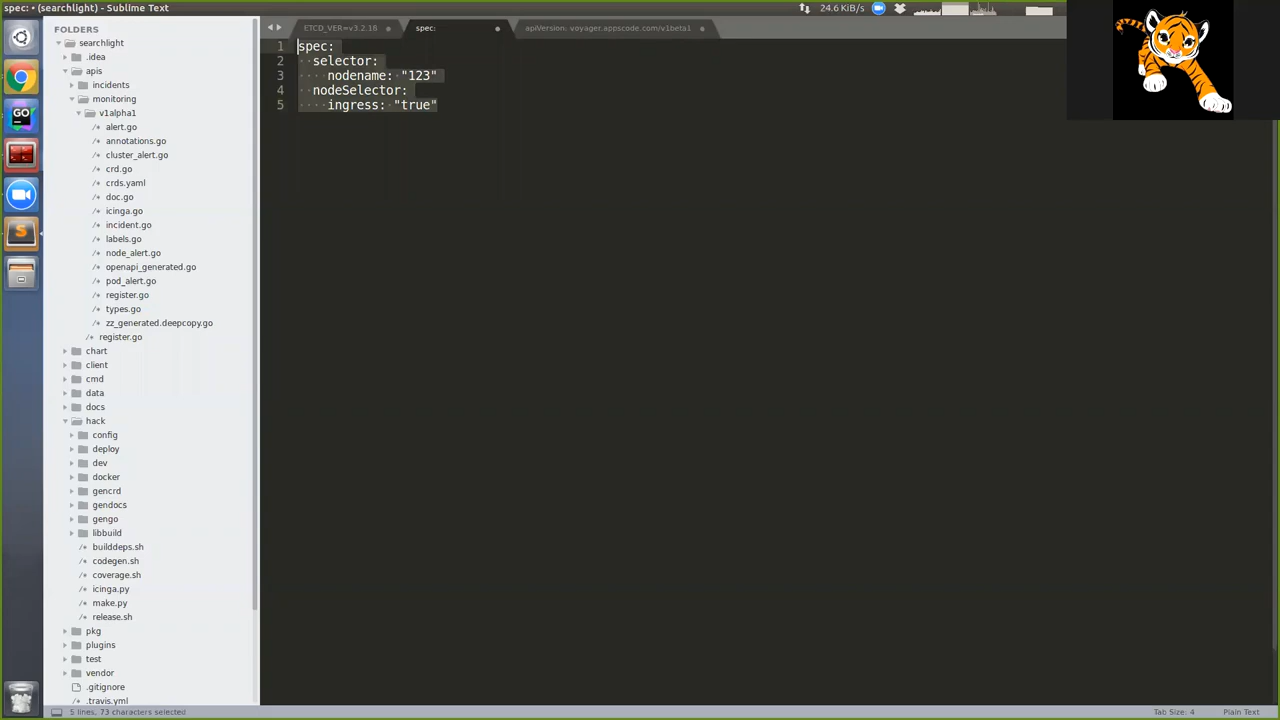 spec: • (searchlight) - Sublime Text
24.6 KiB/s
FOLDERS
searchlight
.idea
apis
incidents
monitoring
v1alpha1
alert.go
annotations.go
cluster_alert.go
crd.go
crds.yaml
doc.go
icinga.go
incident.go
labels.go
node_alert.go
openapi_generated.go
pod_alert.go
register.go
types.go
zz_generated.deepcopy.go
register.go
chart
client
cmd
data
docs
hack
config
deploy
dev
docker
gencrd
gendocs
gengo
libbuild
builddeps.sh
codegen.sh
coverage.sh
icinga.py
make.py
release.sh
pkg
plugins
test
vendor
.gitignore
.travis.yml
ETCD_VER=v3.2.18
spec:
apiVersion: voyager.appscode.com/v1beta1
1 spec:
2 selector:
3 nodename: "123"
4 nodeSelector:
5 ingress: "true"
5 lines, 73 characters selected
Tab Size: 4
Plain Text